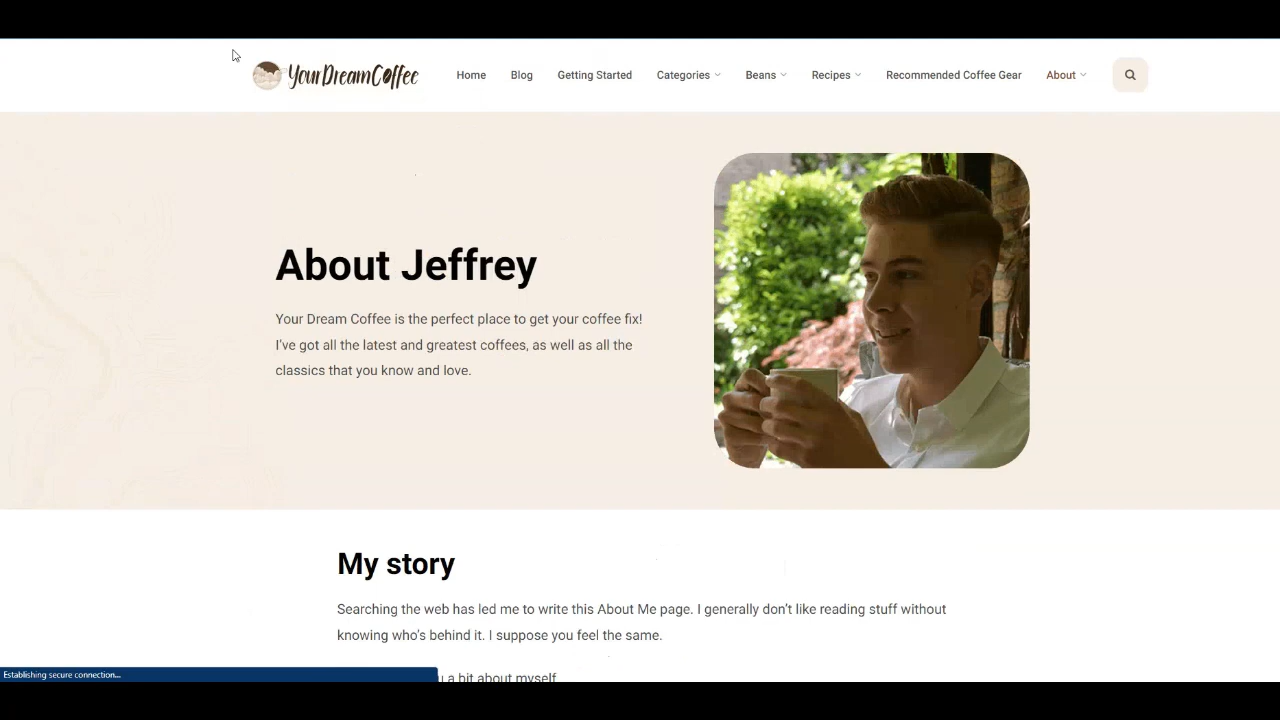 YourDreamCoffee Home Blog Getting Started Categories Beans Recipes Recommended Coffee Gear About
About Jeffrey
Your Dream Coffee is the perfect place to get your coffee fix!
I've got all the latest and greatest coffees, as well as all the
classics that you know and love.
My story
Searching the web has led me to write this About Me page. I generally don't like reading stuff without
knowing who's behind it. I suppose you feel the same.
a bit about myself
Establishing secure connection...